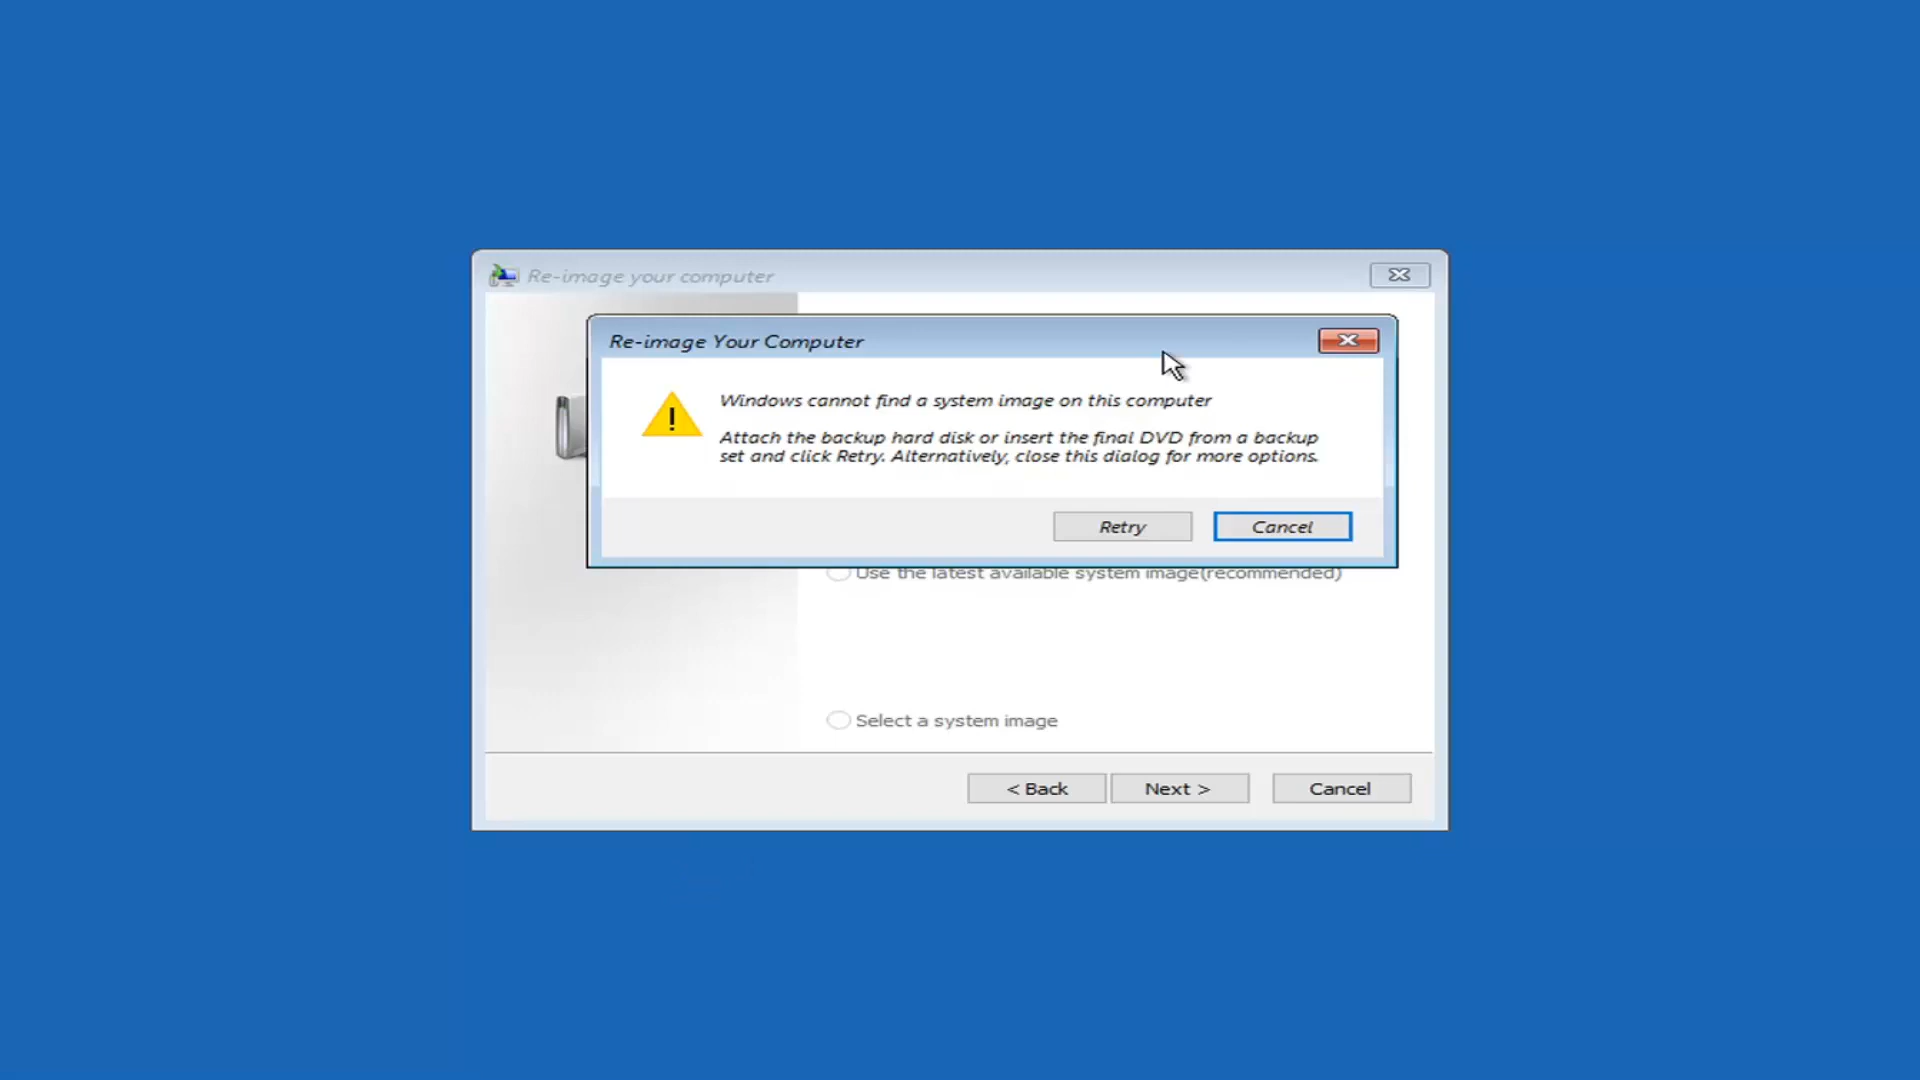 Re-image your computer
Re-image Your Computer
Windows cannot find a system image on this computer
Attach the backup hard disk or insert the final DVD from a backup
set and click Retry. Alternatively, close this dialog for more options.
Retry
Cancel
Use the latest available system image(recommended)
Select a system image
< Back
Next >
Cancel